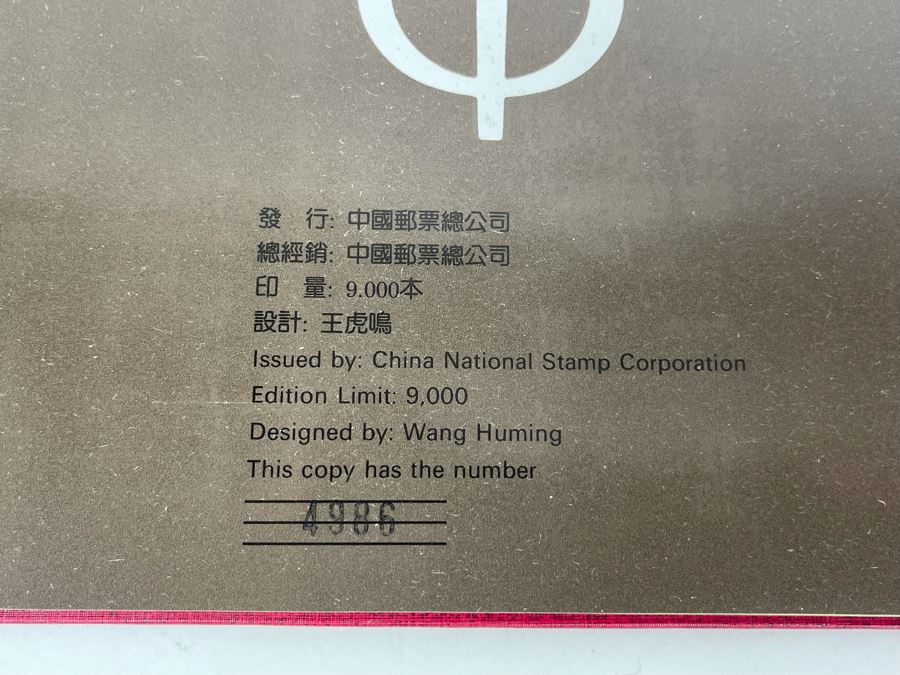 發　行: 中國郵票總公司
總經銷: 中國郵票總公司
印　量: 9.000本
設計: 王虎鳴
Issued by: China National Stamp Corporation
Edition Limit: 9,000
Designed by: Wang Huming
This copy has the number
4986